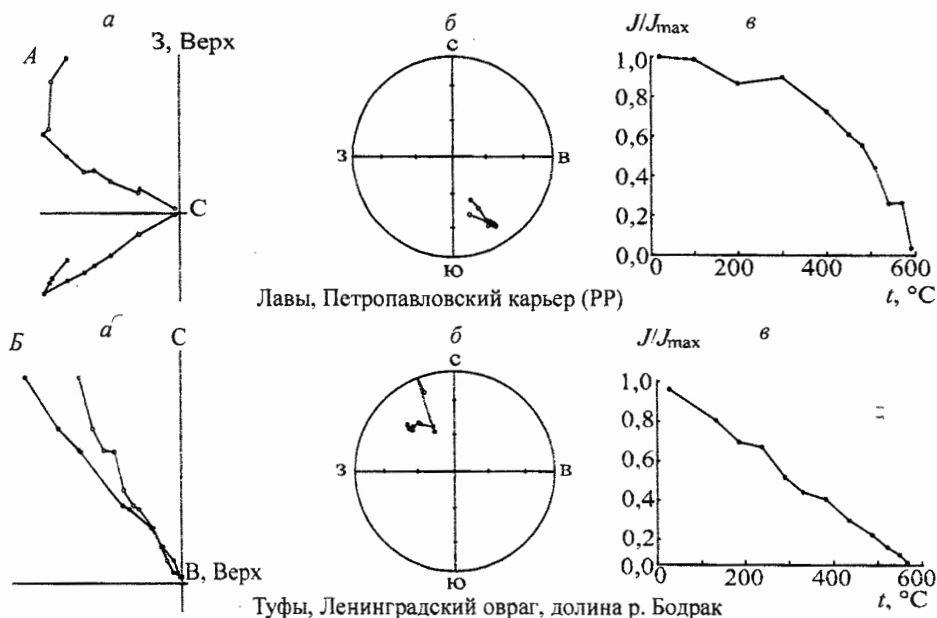 а б J/Jmax в
А З, Верх С
1,0
0,8
0,6
З В
0,4
С
0,2
0,0
Ю 0 200 400 600
Лавы, Петропавловский карьер (РР) t, °C
Б а С б J/Jmax в
С
1,0
0,8
0,6
З В
0,4
0,2
В, Верх 0,0
Ю 0 200 400 600
Туфы, Ленинградский овраг, долина р. Бодрак t, °C